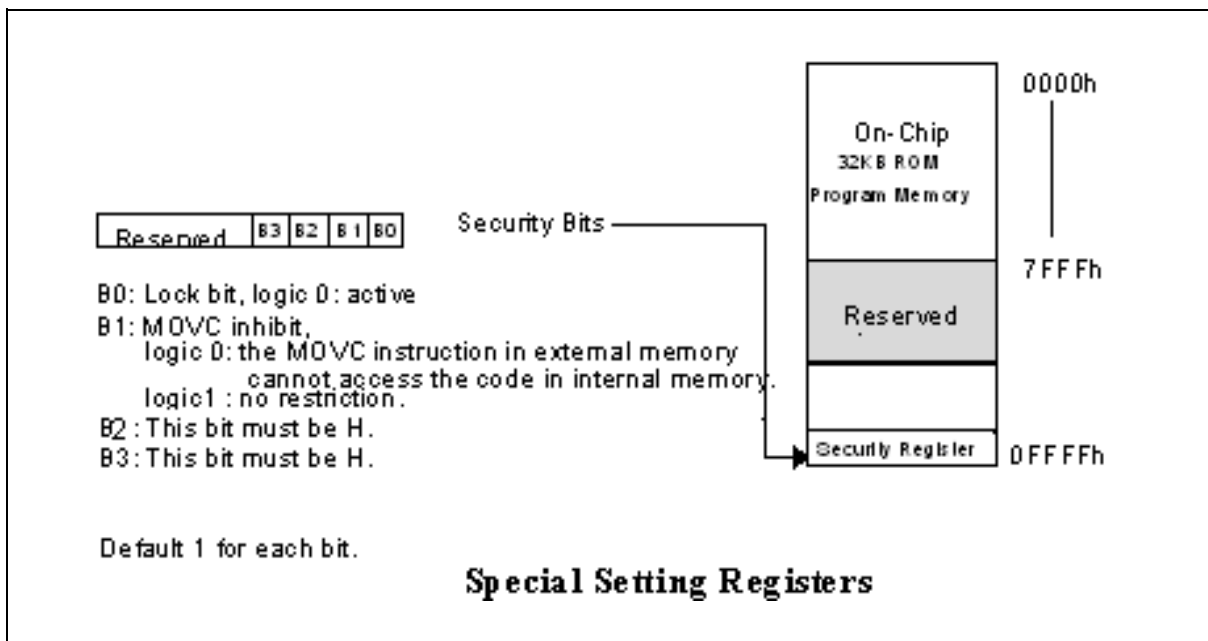 0000h
On-Chip
32KB ROM
Program Memory
7FFFh
Reserved
Security Register
0FFFFh
Security Bits
Reserved B3 B2 B1 B0
B0: Lock bit, logic 0: active
B1: MOVC inhibit,
logic 0: the MOVC instruction in external memory
cannot access the code in internal memory.
logic1 : no restriction.
B2 : This bit must be H.
B3 : This bit must be H.
Default 1 for each bit.
Special Setting Registers